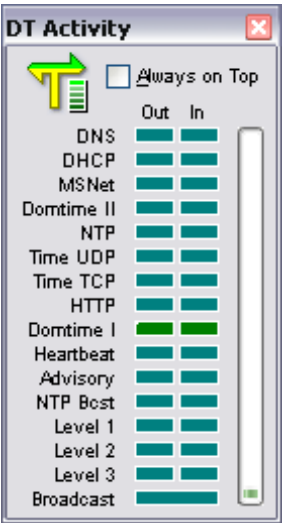 DT Activity
Always on Top
Out In
DNS
DHCP
MSNet
Domtime II
NTP
Time UDP
Time TCP
HTTP
Domtime I
Heartbeat
Advisory
NTP Bcst
Level 1
Level 2
Level 3
Broadcast